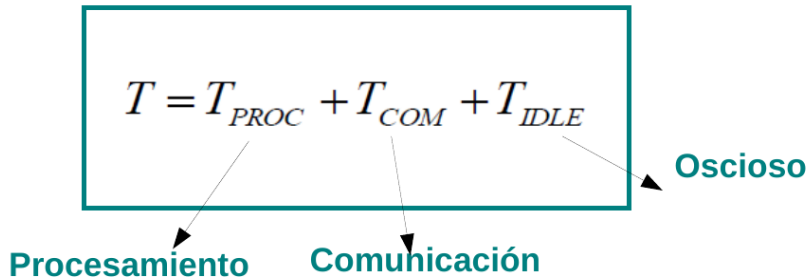 T = T_PROC + T_COM + T_IDLE
Oscioso
Procesamiento
Comunicación